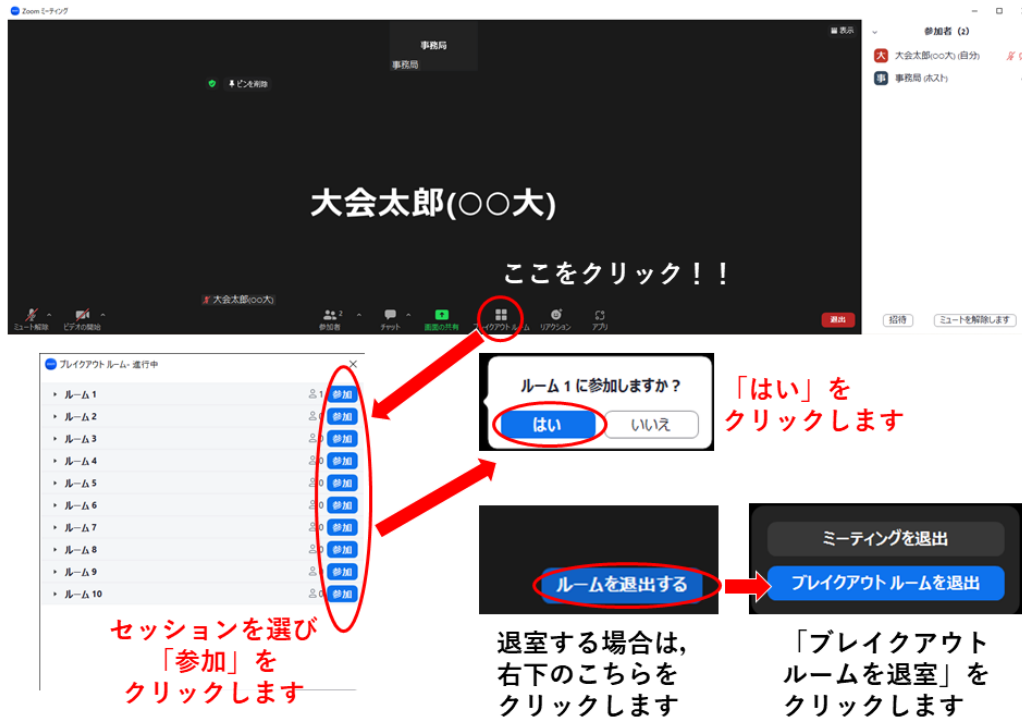 Zoom ミーティング
事務局
事務局
表示
参加者 (2)
大 大会太郎(○○大) (自分)
事 事務局 (ホスト)
ピンを削除
大会太郎(○○大)
ここをクリック！！
大会太郎(○○大)
ミュート解除 ビデオの開始 参加者 2 チャット 画面の共有 ブレイクアウト ルーム リアクション アプリ 退出
招待 ミュートを解除します
ブレイクアウト ルーム - 進行中
ルーム 1 1 参加
ルーム 2 0 参加
ルーム 3 0 参加
ルーム 4 0 参加
ルーム 5 0 参加
ルーム 6 0 参加
ルーム 7 0 参加
ルーム 8 0 参加
ルーム 9 0 参加
ルーム 10 0 参加
セッションを選び
「参加」を
クリックします
ルーム 1 に参加しますか？
はい いいえ
「はい」を
クリックします
ルームを退出する
退室する場合は,
右下のこちらを
クリックします
ミーティングを退出
ブレイクアウト ルームを退出
「ブレイクアウト
ルームを退室」を
クリックします